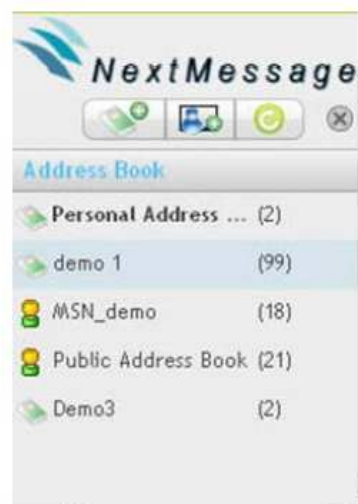 NextMessage
Address Book
Personal Address ... (2)
demo 1 (99)
MSN_demo (18)
Public Address Book (21)
Demo3 (2)